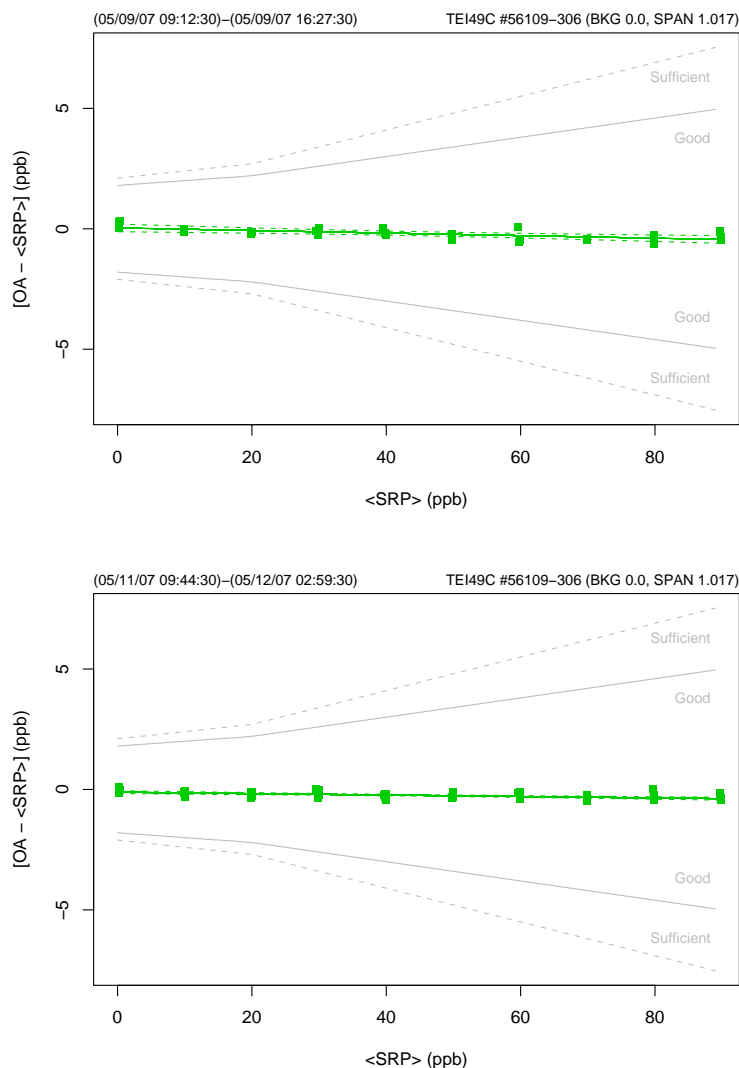 (05/09/07 09:12:30)−(05/09/07 16:27:30) TEI49C #56109−306 (BKG 0.0, SPAN 1.017)
Sufficient
5
Good
[OA − <SRP>] (ppb)
0
Good
−5
Sufficient
0 20 40 60 80
<SRP> (ppb)
(05/11/07 09:44:30)−(05/12/07 02:59:30) TEI49C #56109−306 (BKG 0.0, SPAN 1.017)
Sufficient
5
Good
[OA − <SRP>] (ppb)
0
Good
−5
Sufficient
0 20 40 60 80
<SRP> (ppb)